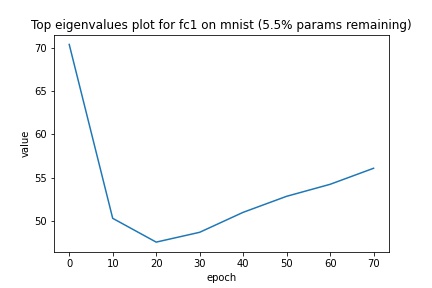 Top eigenvalues plot for fc1 on mnist (5.5% params remaining)
70
65
60
55
50
value
0 10 20 30 40 50 60 70
epoch